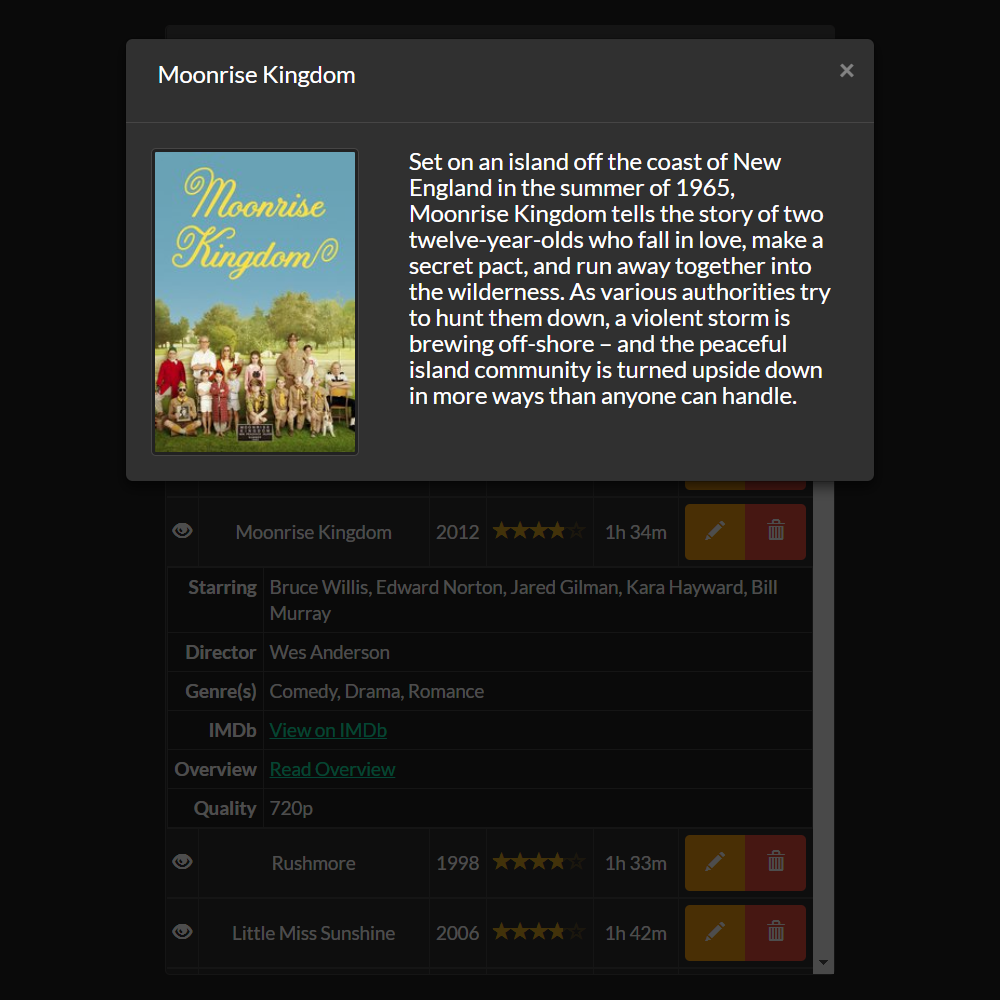 Moonrise Kingdom
×
Moonrise
Kingdom
Set on an island off the coast of New
England in the summer of 1965,
Moonrise Kingdom tells the story of two
twelve-year-olds who fall in love, make a
secret pact, and run away together into
the wilderness. As various authorities try
to hunt them down, a violent storm is
brewing off-shore – and the peaceful
island community is turned upside down
in more ways than anyone can handle.
Moonrise Kingdom 2012 1h 34m
Starring Bruce Willis, Edward Norton, Jared Gilman, Kara Hayward, Bill
Murray
Director Wes Anderson
Genre(s) Comedy, Drama, Romance
IMDb View on IMDb
Overview Read Overview
Quality 720p
Rushmore 1998 1h 33m
Little Miss Sunshine 2006 1h 42m